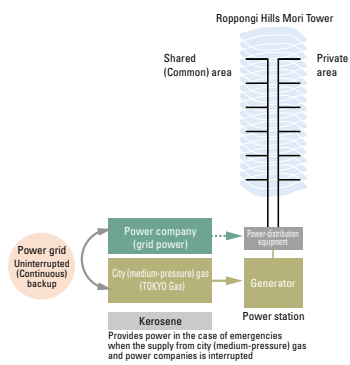 Roppongi Hills Mori Tower
Shared
(Common) area
Private
area
Power grid
Uninterrupted
(Continuous)
backup
Power company
(grid power)
Power-distribution
equipment
City (medium-pressure) gas
(TOKYO Gas)
Generator
Power station
Kerosene
Provides power in the case of emergencies
when the supply from city (medium-pressure) gas
and power companies is interrupted